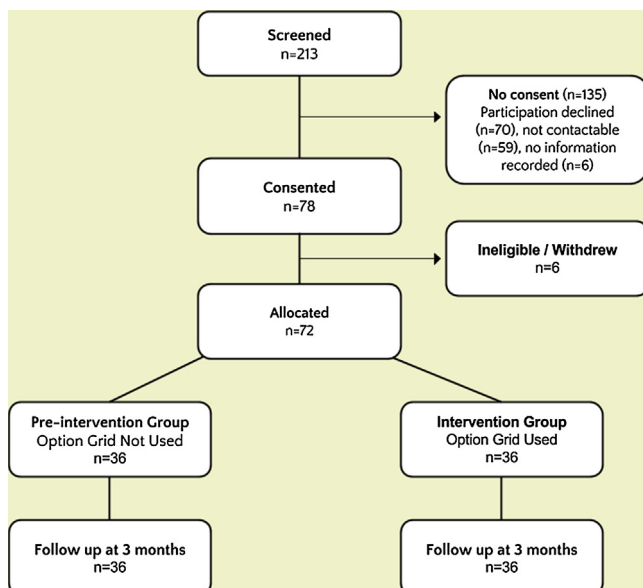 Screened
n=213
No consent (n=135)
Participation declined
(n=70), not contactable
(n=59), no information
recorded (n=6)
Consented
n=78
Ineligible / Withdrew
n=6
Allocated
n=72
Pre-intervention Group
Option Grid Not Used
n=36
Intervention Group
Option Grid Used
n=36
Follow up at 3 months
n=36
Follow up at 3 months
n=36